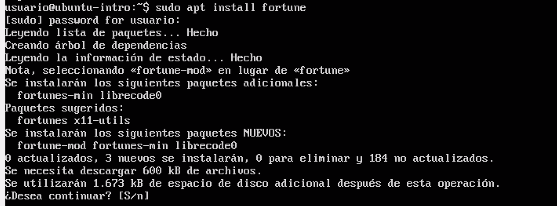 usuario@ubuntu-intro:~$ sudo apt install fortune
[sudo] password for usuario:
Leyendo lista de paquetes... Hecho
Creando árbol de dependencias
Leyendo la información de estado... Hecho
Nota, seleccionando «fortune-mod» en lugar de «fortune»
Se instalarán los siguientes paquetes adicionales:
  fortunes-min librecode0
Paquetes sugeridos:
  fortunes x11-utils
Se instalarán los siguientes paquetes NUEVOS:
  fortune-mod fortunes-min librecode0
0 actualizados, 3 nuevos se instalarán, 0 para eliminar y 184 no actualizados.
Se necesita descargar 600 kB de archivos.
Se utilizarán 1.673 kB de espacio de disco adicional después de esta operación.
¿Desea continuar? [S/n]